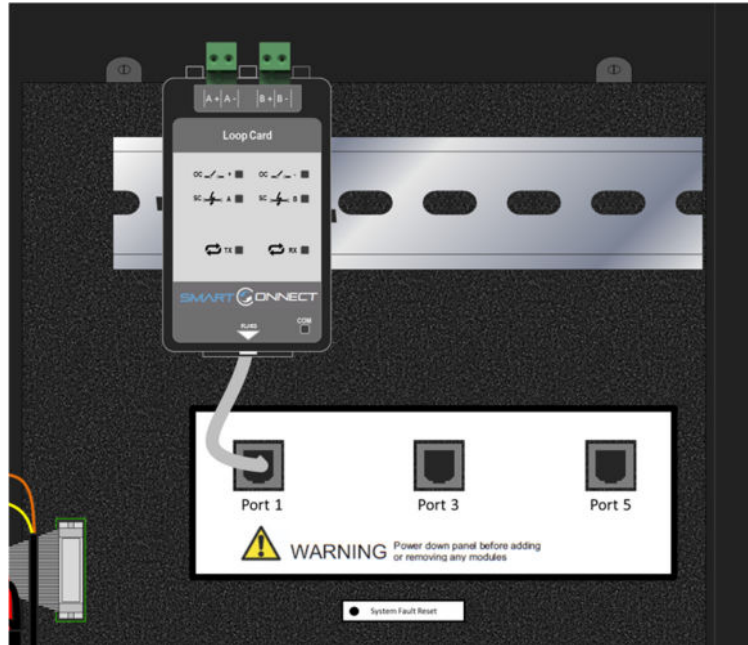 A+ A- B+ B-
Loop Card
OC + OC -
SC A SC B
TX RX
SMART CONNECT
COM
RJ45
Port 1 Port 3 Port 5
WARNING Power down panel before adding
or removing any modules
System Fault Reset